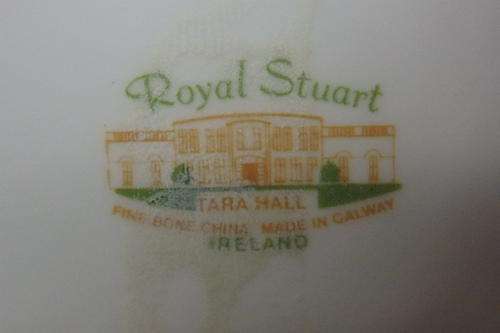 Royal Stuart
TARA HALL
FINE BONE CHINA MADE IN GALWAY
IRELAND